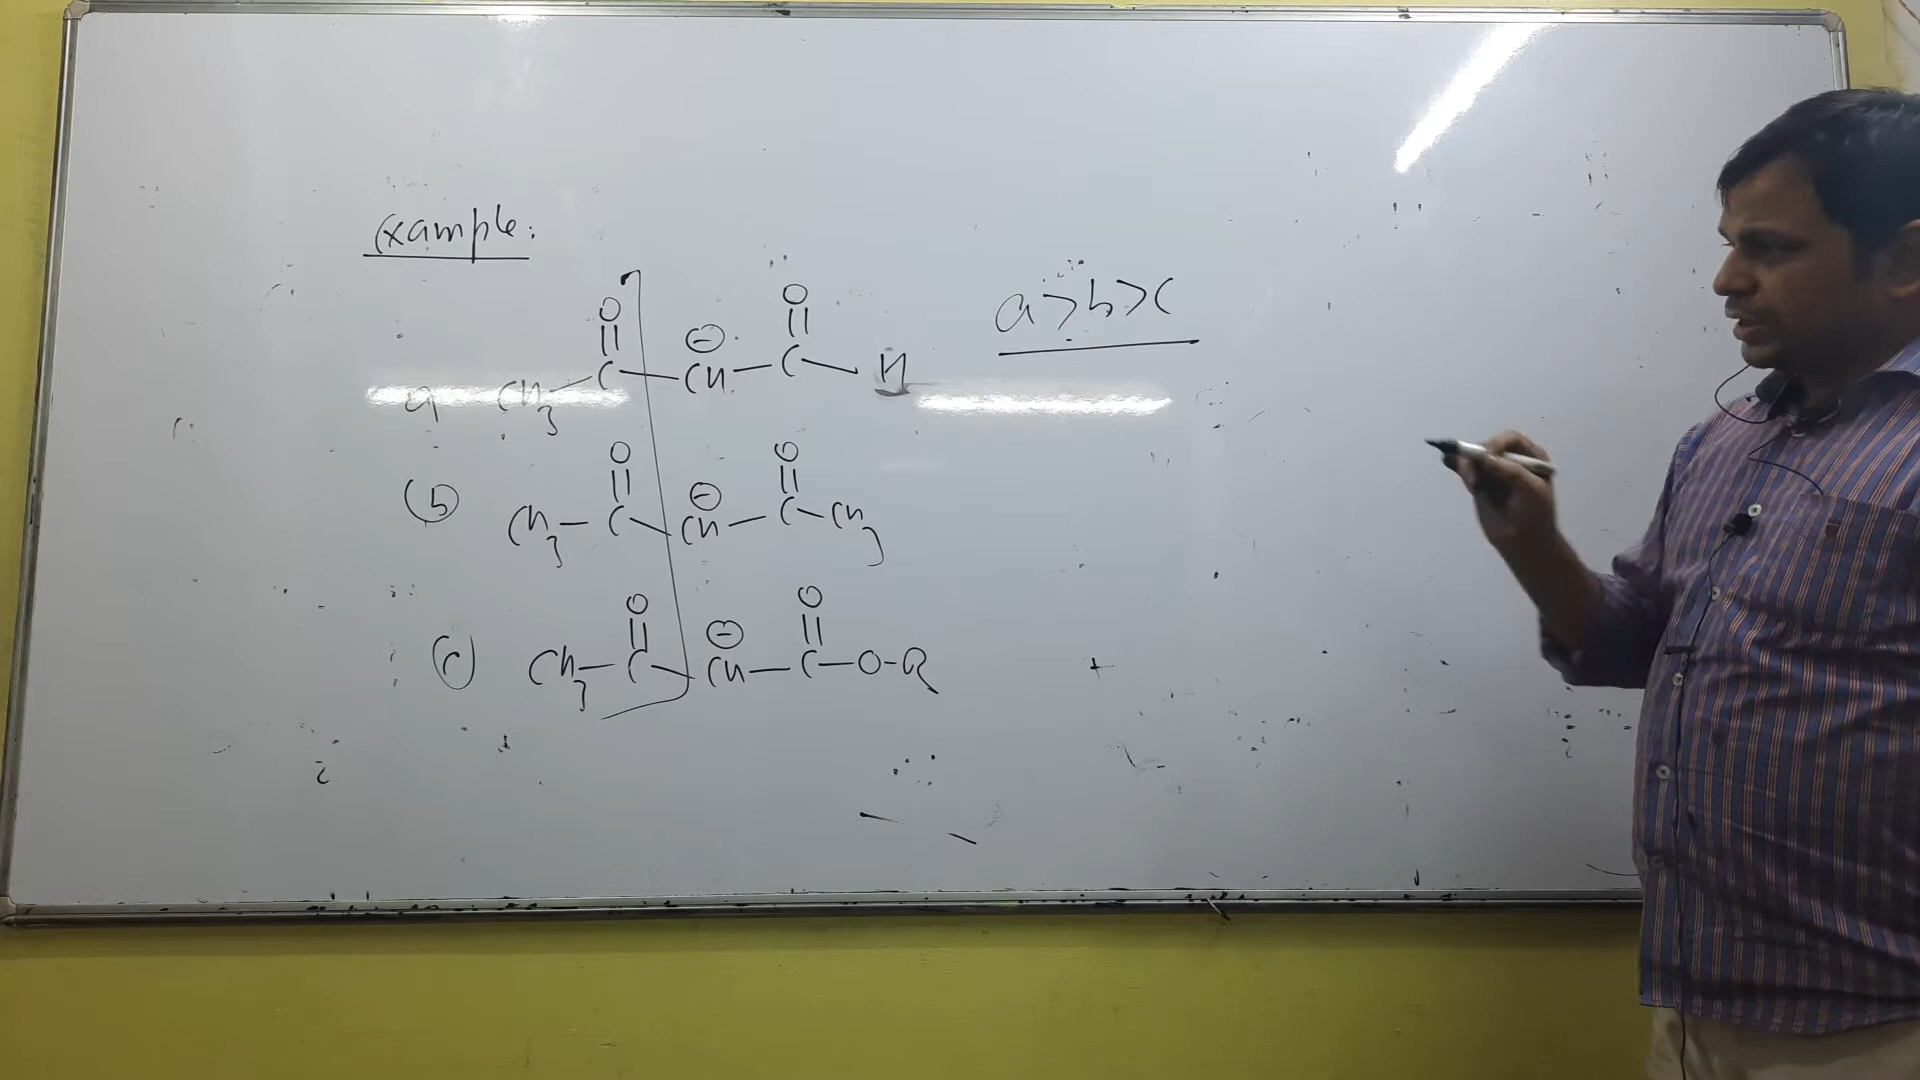 Example:
a CH3-C(=O)-CH⊖-C(=O)-H
a>b>c
(b) CH3-C(=O)-CH⊖-C(=O)-CH3
(c) CH3-C(=O)-CH⊖-C(=O)-O-R